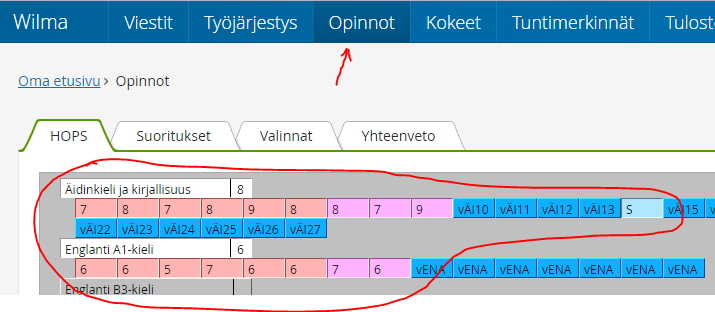 Wilma Viestit Työjärjestys Opinnot Kokeet Tuntimerkinnät Tulost
Oma etusivu › Opinnot
HOPS Suoritukset Valinnat Yhteenveto
Äidinkieli ja kirjallisuus 8
7 8 7 8 9 8 8 7 9 vÄI10 vÄI11 vÄI12 vÄI13 S vÄI15 v
vÄI22 vÄI23 vÄI24 vÄI25 vÄI26 vÄI27
Englanti A1-kieli 6
6 6 5 7 6 6 7 6 vENA vENA vENA vENA vENA vENA vENA
Englanti B3-kieli